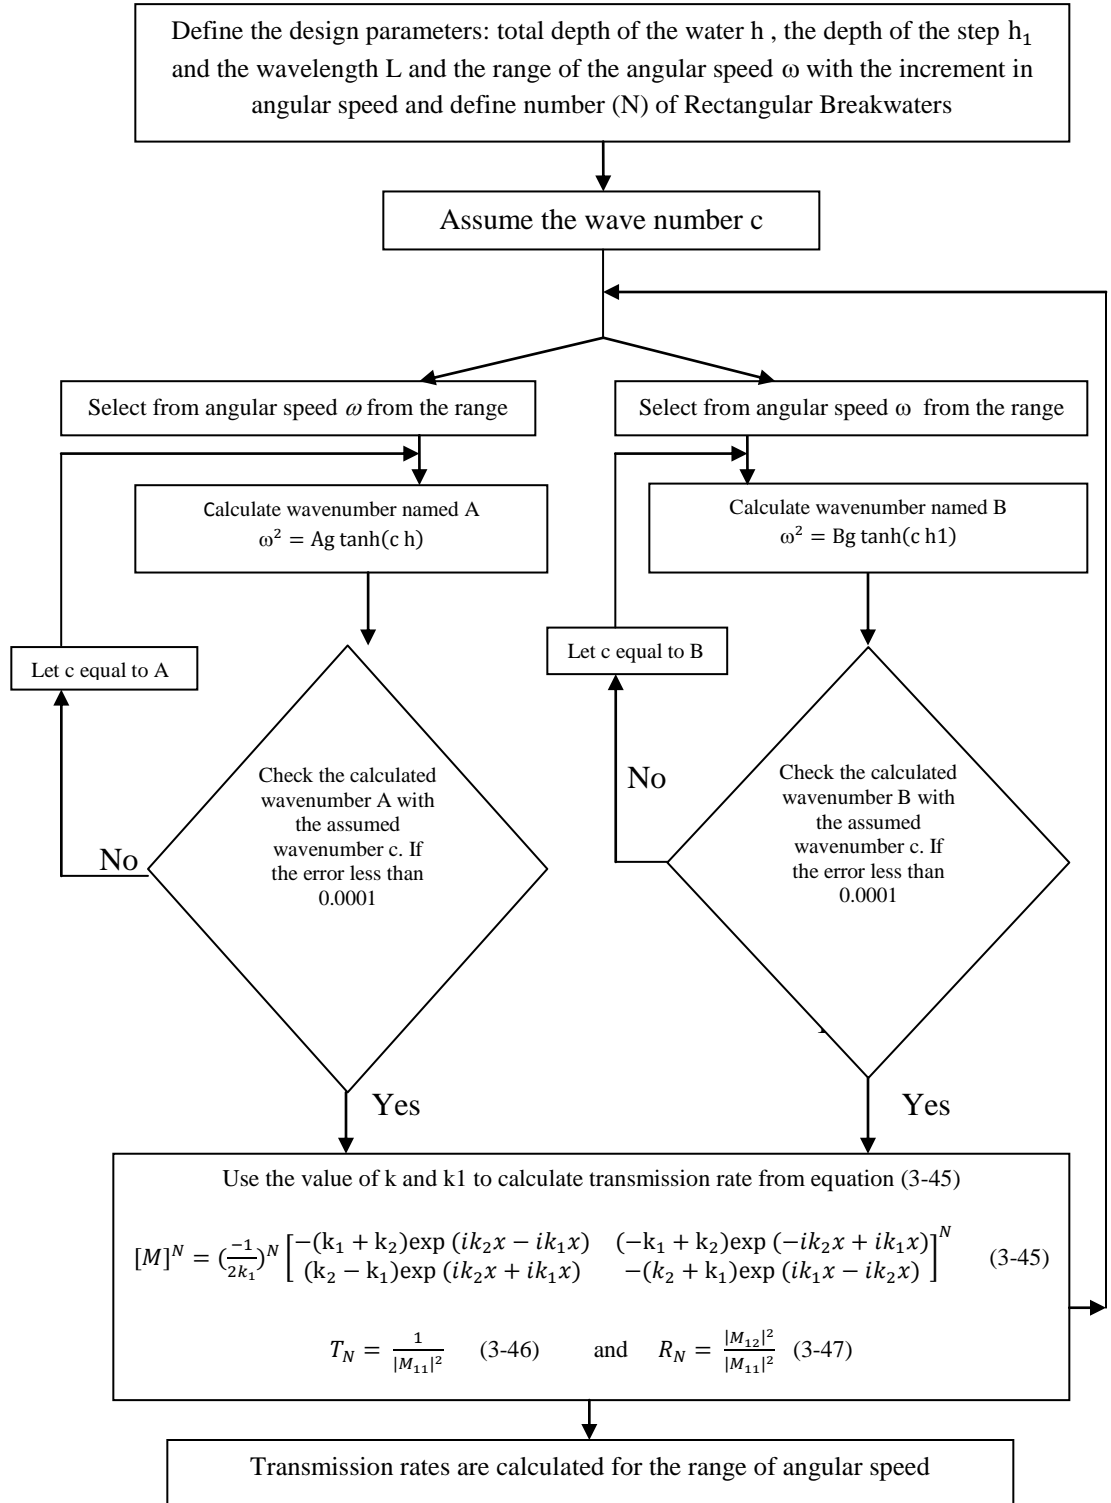 Define the design parameters: total depth of the water h , the depth of the step h₁
and the wavelength L and the range of the angular speed ω with the increment in
angular speed and define number (N) of Rectangular Breakwaters
Assume the wave number c
Select from angular speed ω from the range
Select from angular speed ω from the range
Calculate wavenumber named A
ω² = Ag tanh(c h)
Calculate wavenumber named B
ω² = Bg tanh(c h1)
Let c equal to A
Let c equal to B
Check the calculated
wavenumber A with
the assumed
wavenumber c. If
the error less than
0.0001
No
Check the calculated
wavenumber B with
the assumed
wavenumber c. If
the error less than
0.0001
No
Yes
Yes
Use the value of k and k1 to calculate transmission rate from equation (3-45)
[M]ᴺ = (−1/2k₁)ᴺ [−(k₁ + k₂)exp (ik₂x − ik₁x) (−k₁ + k₂)exp (−ik₂x + ik₁x)
(k₂ − k₁)exp (ik₂x + ik₁x) −(k₂ + k₁)exp (ik₁x − ik₂x)]ᴺ (3-45)
T_N = 1/|M₁₁|² (3-46) and R_N = |M₁₂|²/|M₁₁|² (3-47)
Transmission rates are calculated for the range of angular speed